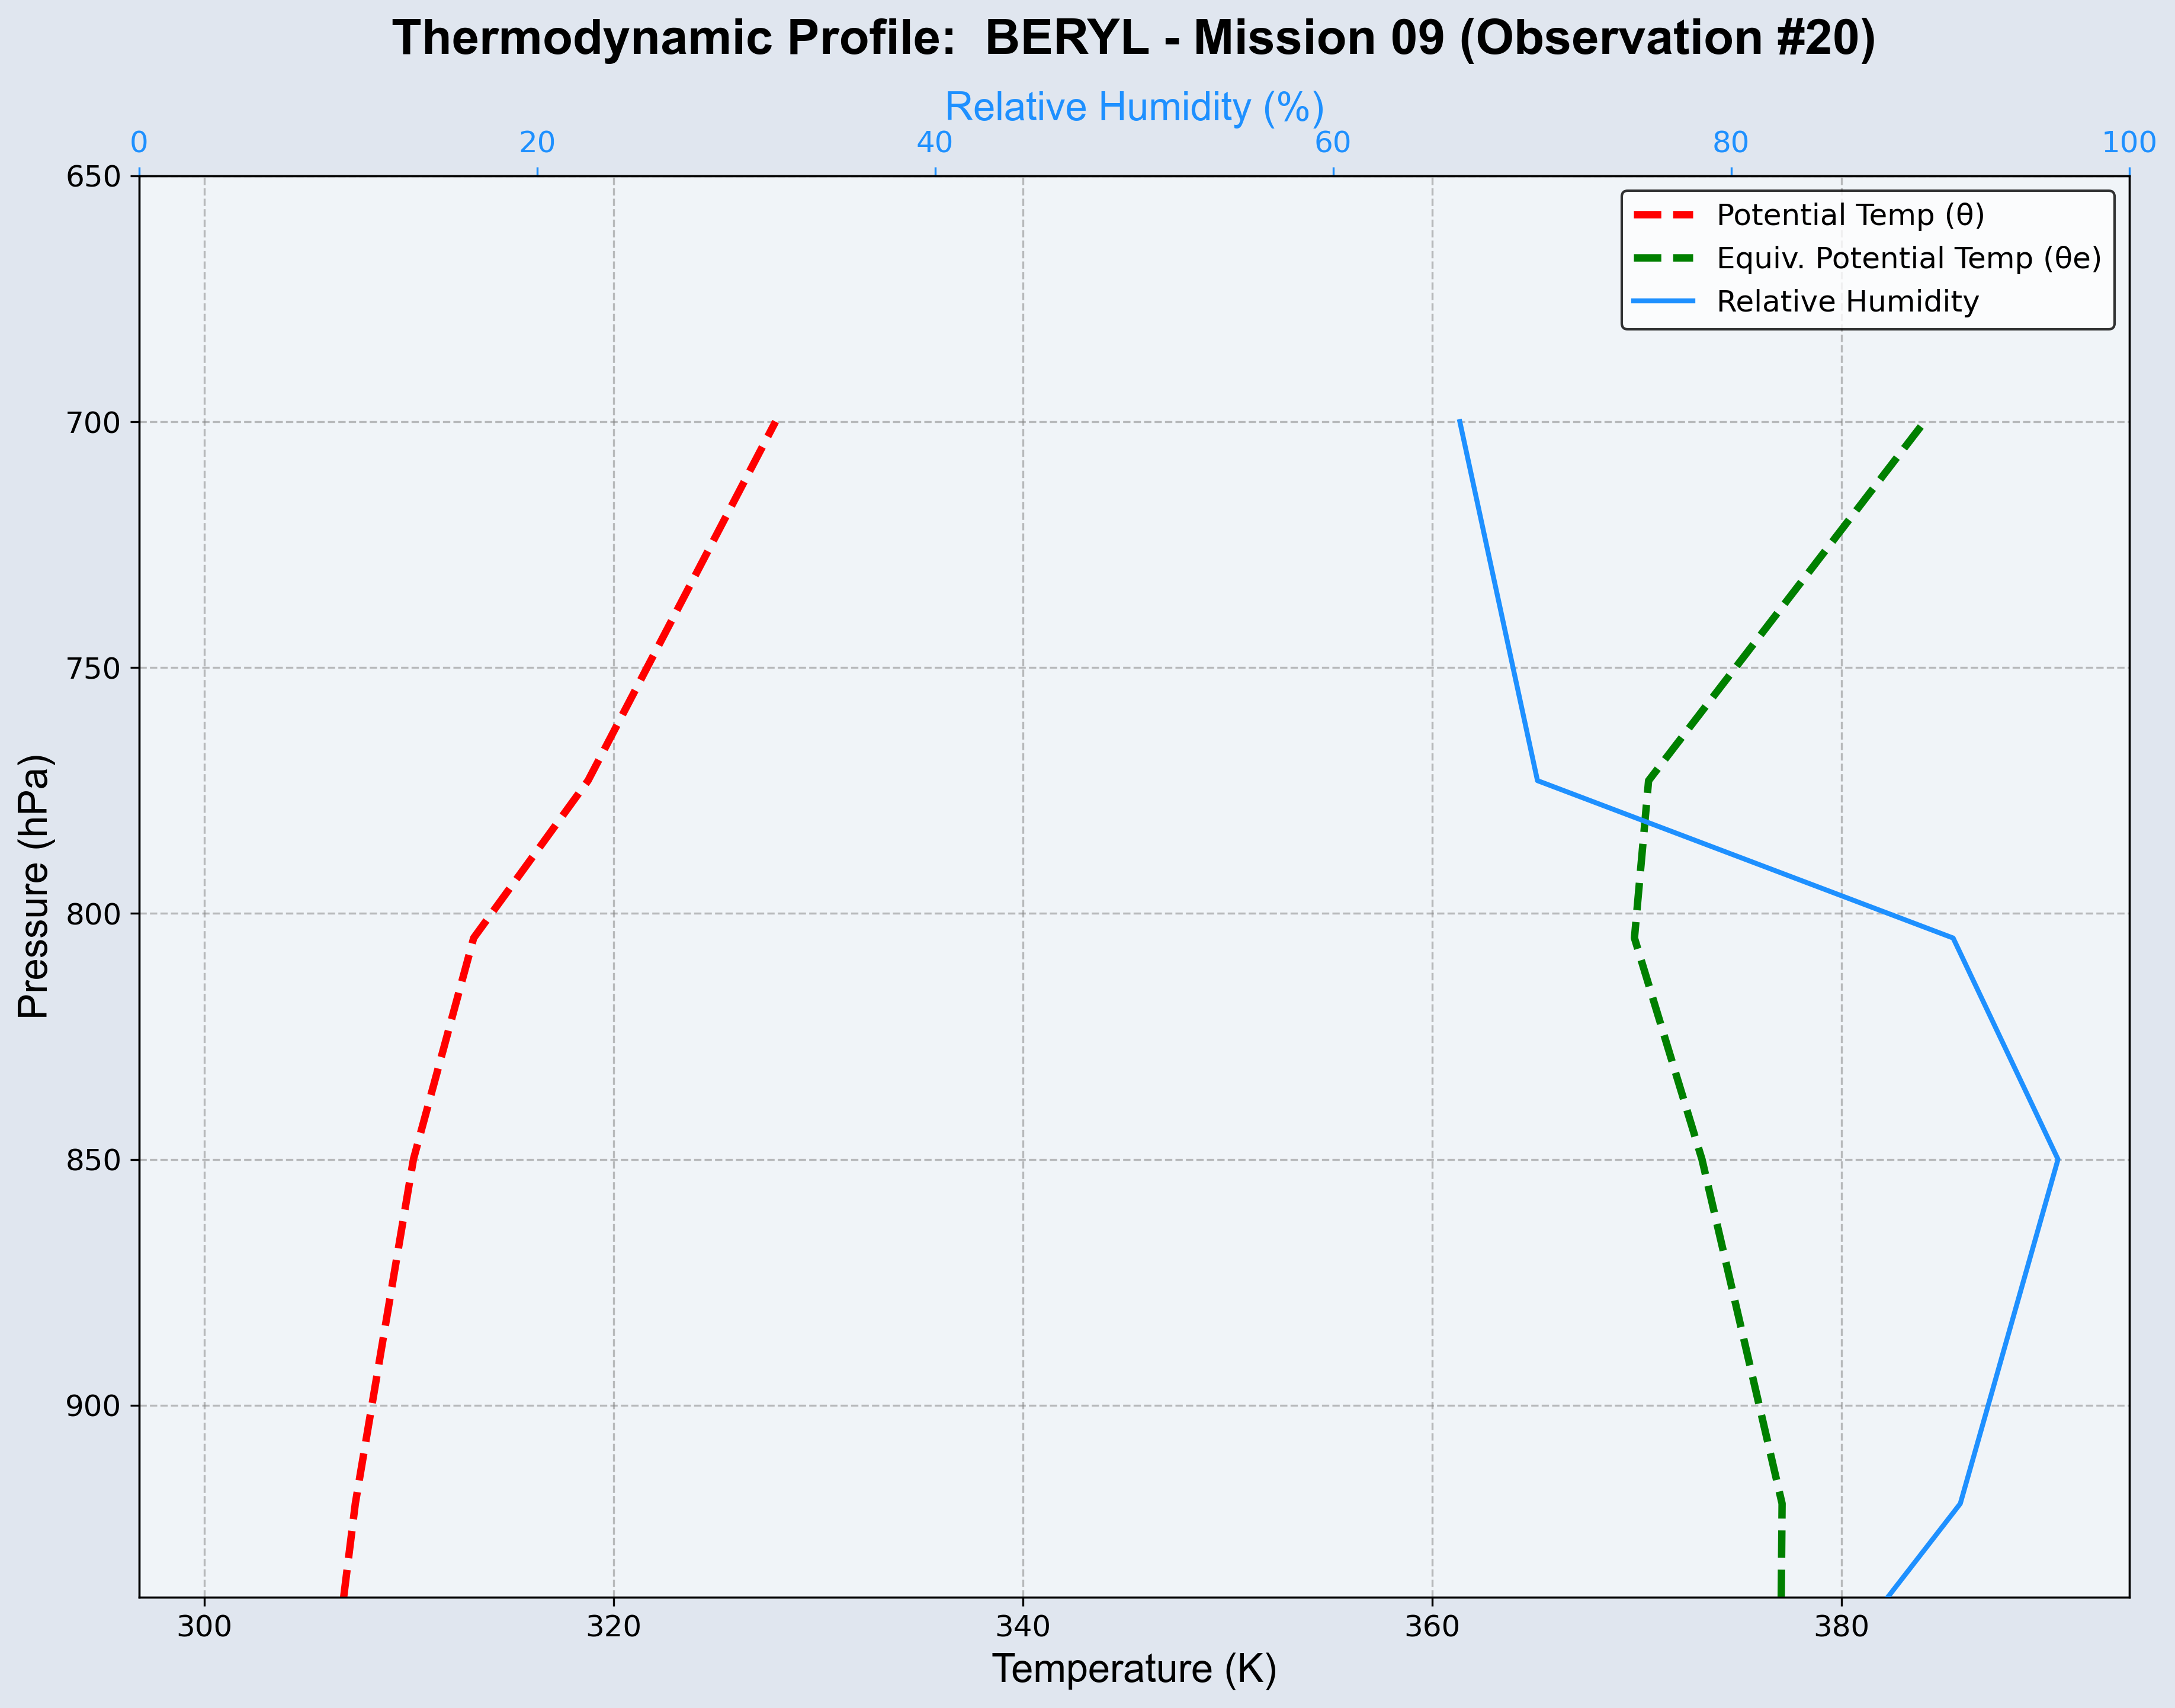 Thermodynamic Profile:  BERYL - Mission 09 (Observation #20)
Relative Humidity (%)
0 20 40 60 80 100
Potential Temp (θ)
Equiv. Potential Temp (θe)
Relative Humidity
650
700
750
800
850
900
Pressure (hPa)
300 320 340 360 380
Temperature (K)